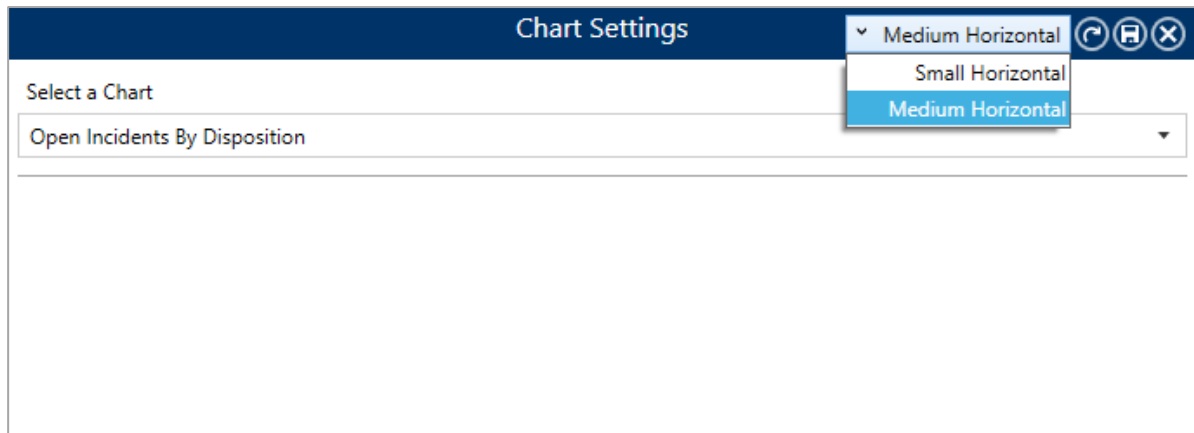 Chart Settings
Medium Horizontal
Small Horizontal
Medium Horizontal
Select a Chart
Open Incidents By Disposition